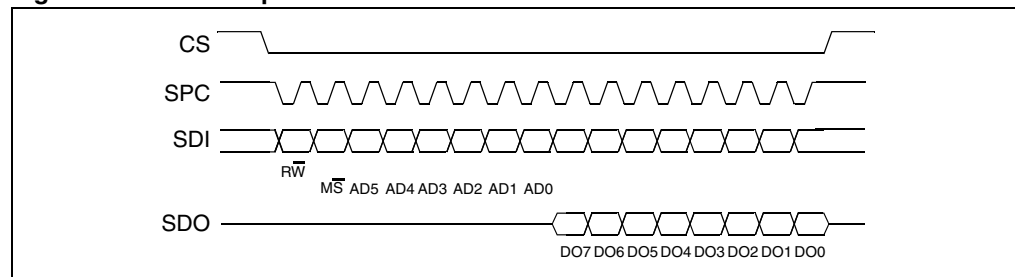 CS
SPC
SDI
RW̅
MS̅ AD5 AD4 AD3 AD2 AD1 AD0
SDO
DO7 DO6 DO5 DO4 DO3 DO2 DO1 DO0